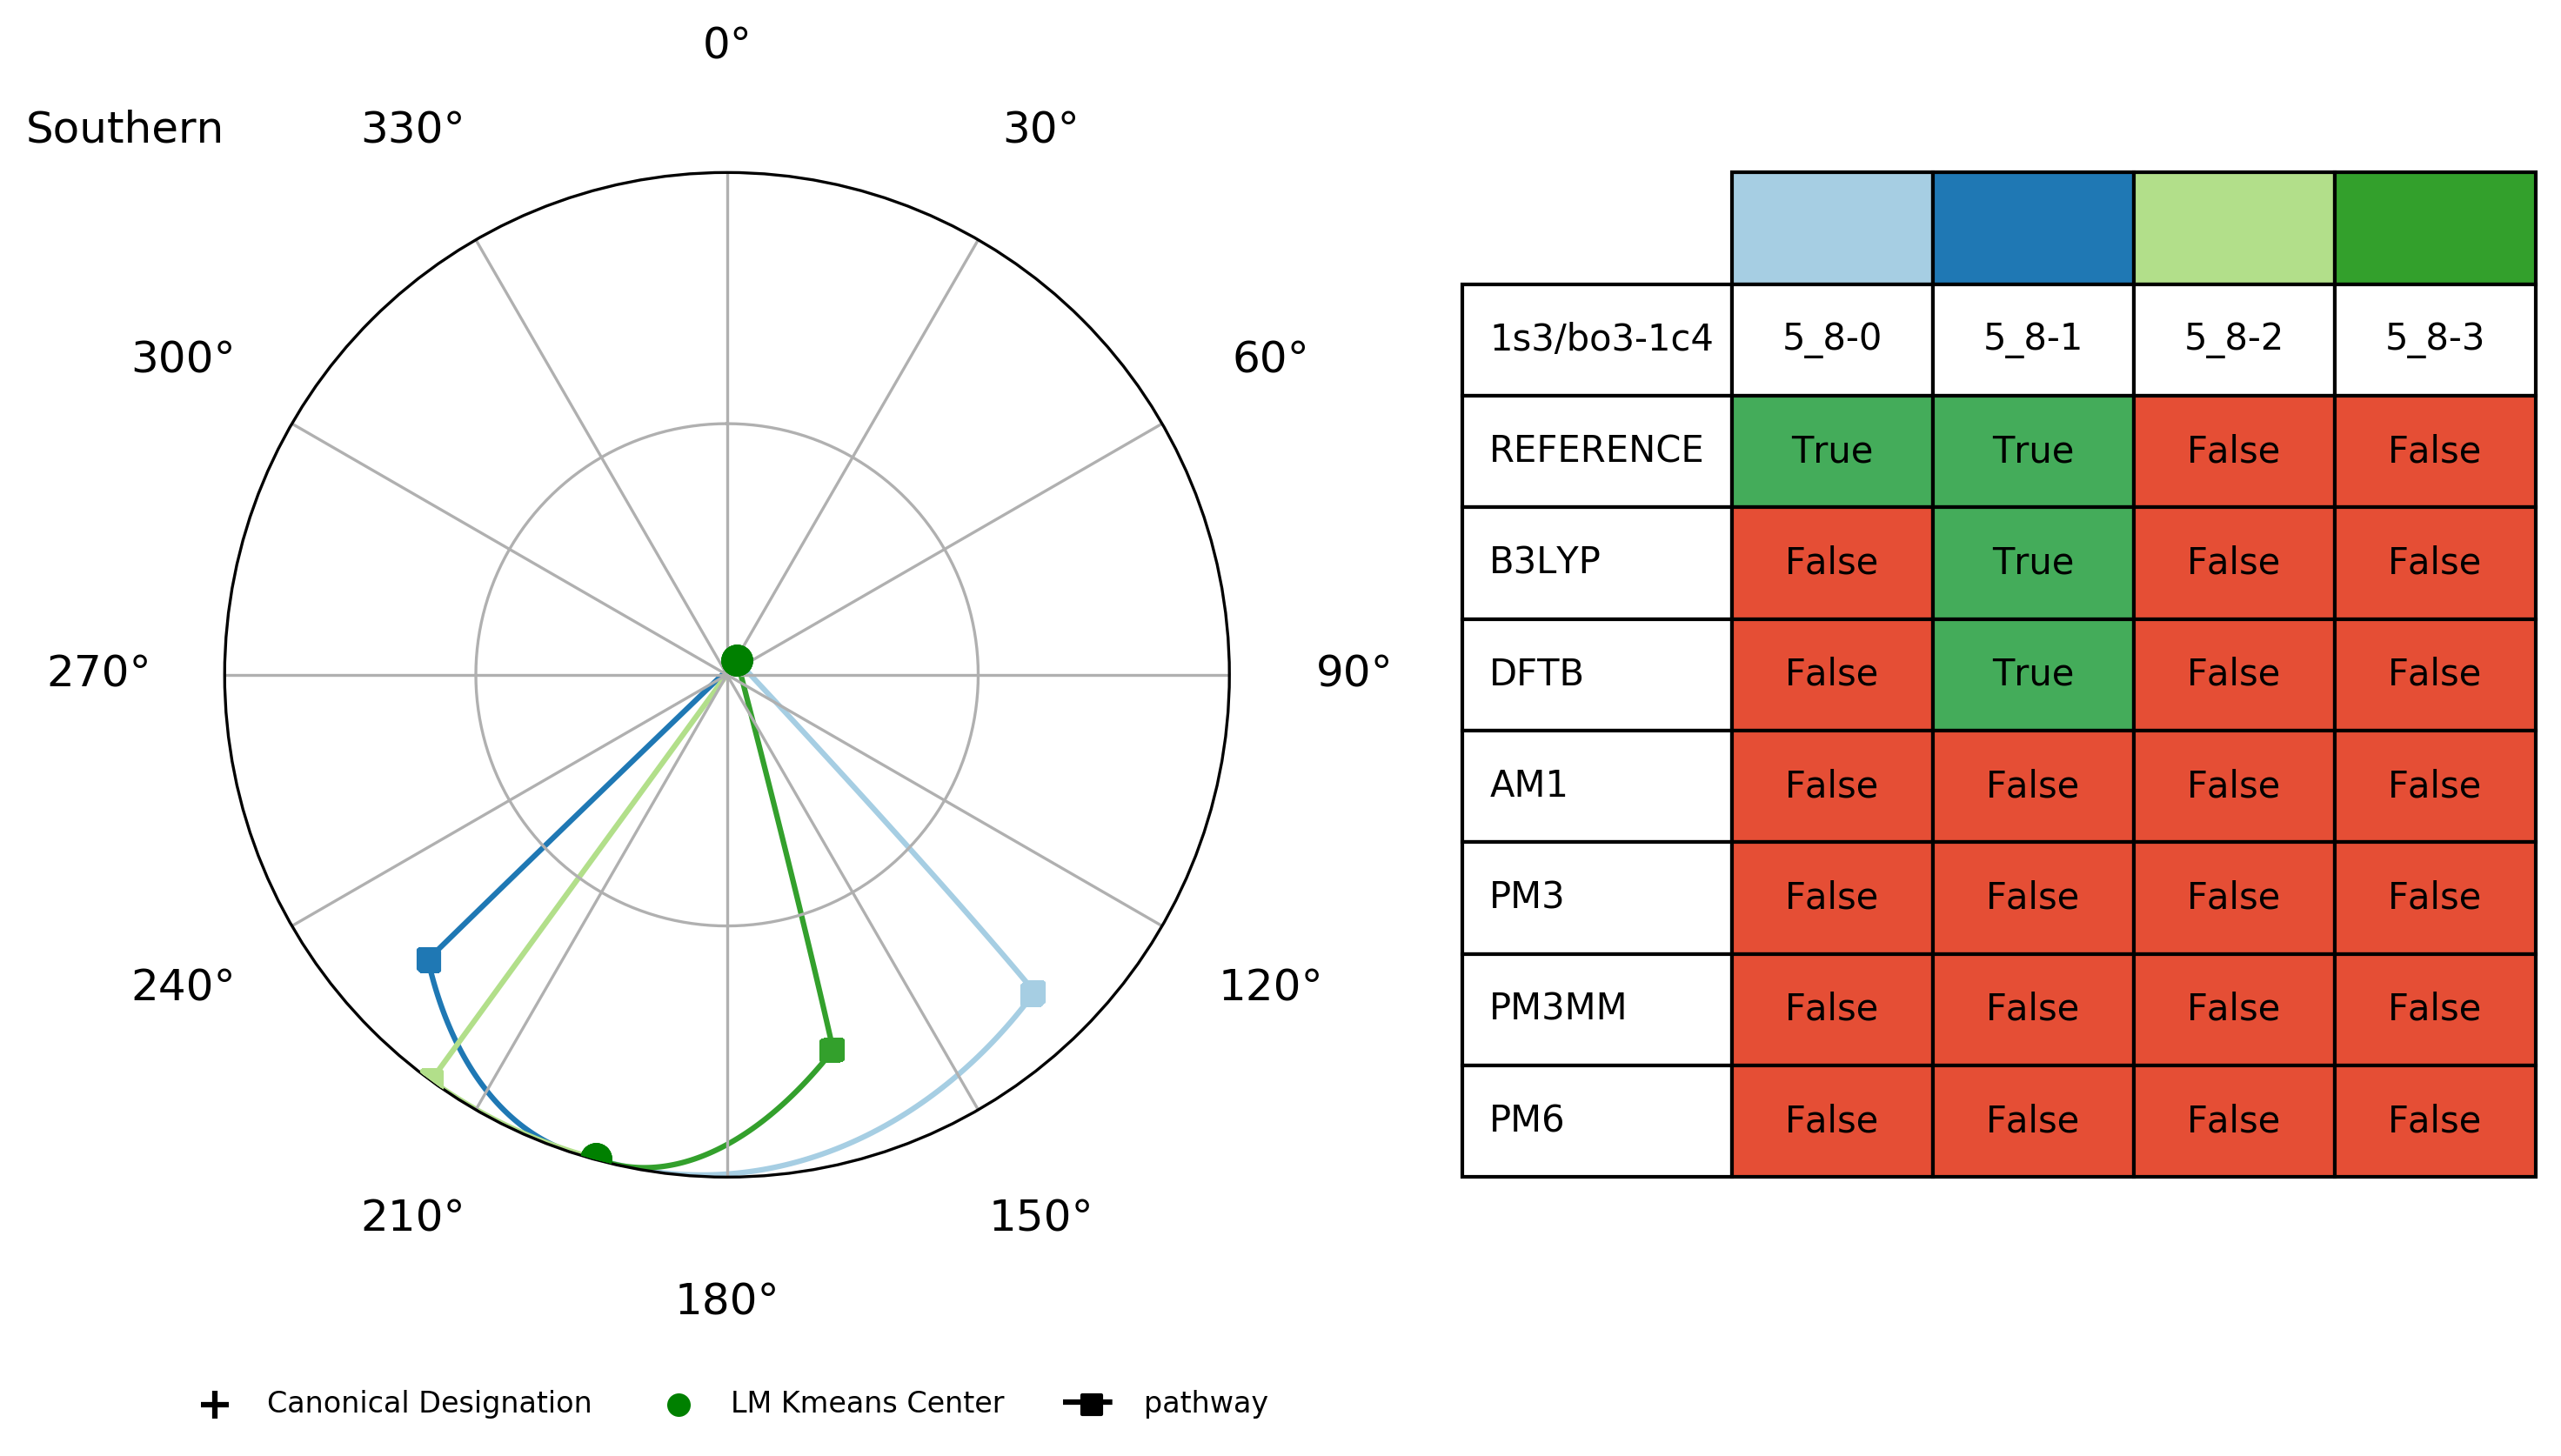 0°
Southern
330°
30°
300°
60°
270°
90°
240°
120°
210°
150°
180°
Canonical Designation
LM Kmeans Center
pathway
1s3/bo3-1c4 5_8-0 5_8-1 5_8-2 5_8-3
REFERENCE True True False False
B3LYP False True False False
DFTB False True False False
AM1 False False False False
PM3 False False False False
PM3MM False False False False
PM6 False False False False